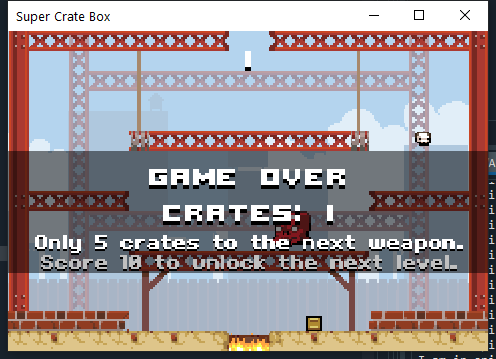 Super Crate Box
1
GAME OVER
CRATES: 1
Only 5 crates to the next weapon.
Score 10 to unlock the next level.